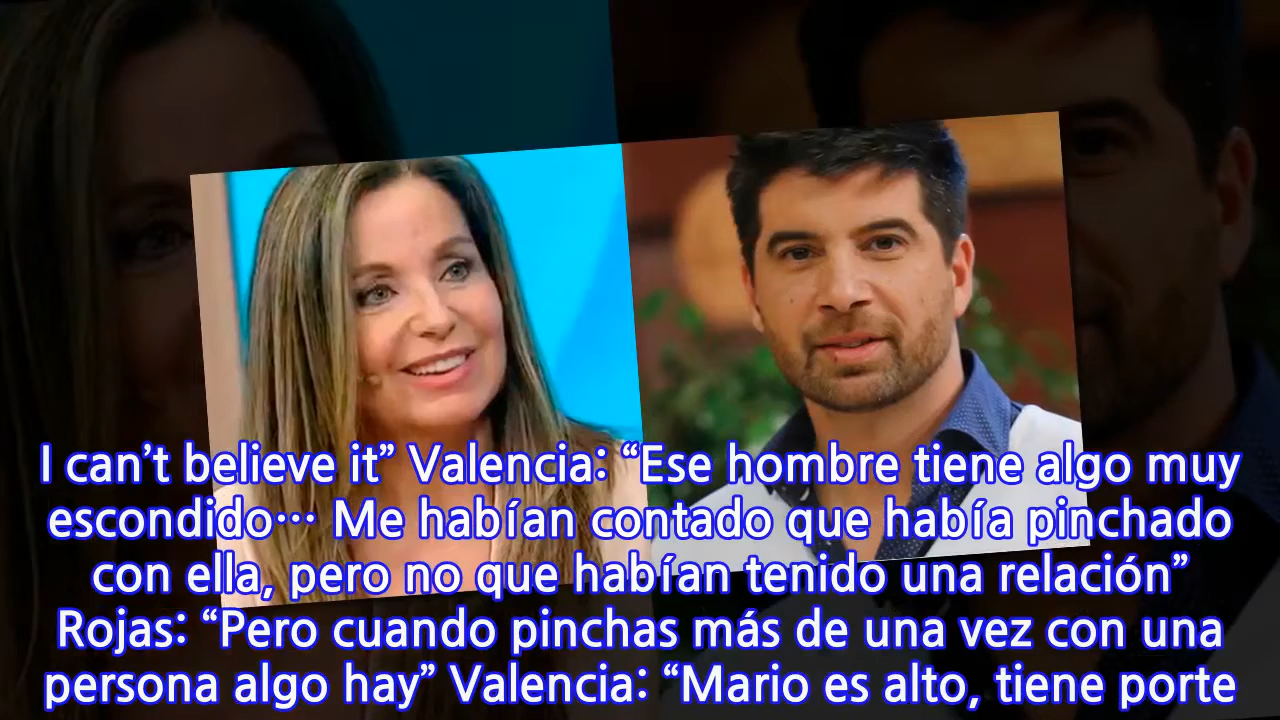 I can’t believe it” Valencia: “Ese hombre tiene algo muy
escondido… Me habían contado que había pinchado
con ella, pero no que habían tenido una relación”
Rojas: “Pero cuando pinchas más de una vez con una
persona algo hay” Valencia: “Mario es alto, tiene porte